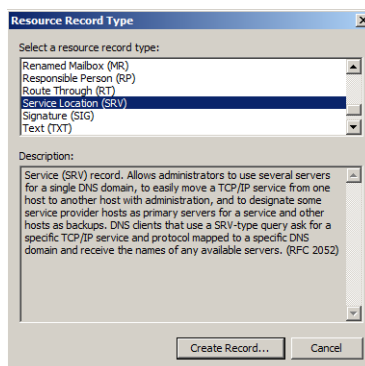 Resource Record Type
Select a resource record type:
Renamed Mailbox (MR)
Responsible Person (RP)
Route Through (RT)
Service Location (SRV)
Signature (SIG)
Text (TXT)
Description:
Service (SRV) record. Allows administrators to use several servers
for a single DNS domain, to easily move a TCP/IP service from one
host to another host with administration, and to designate some
service provider hosts as primary servers for a service and other
hosts as backups. DNS clients that use a SRV-type query ask for a
specific TCP/IP service and protocol mapped to a specific DNS
domain and receive the names of any available servers. (RFC 2052)
Create Record...
Cancel